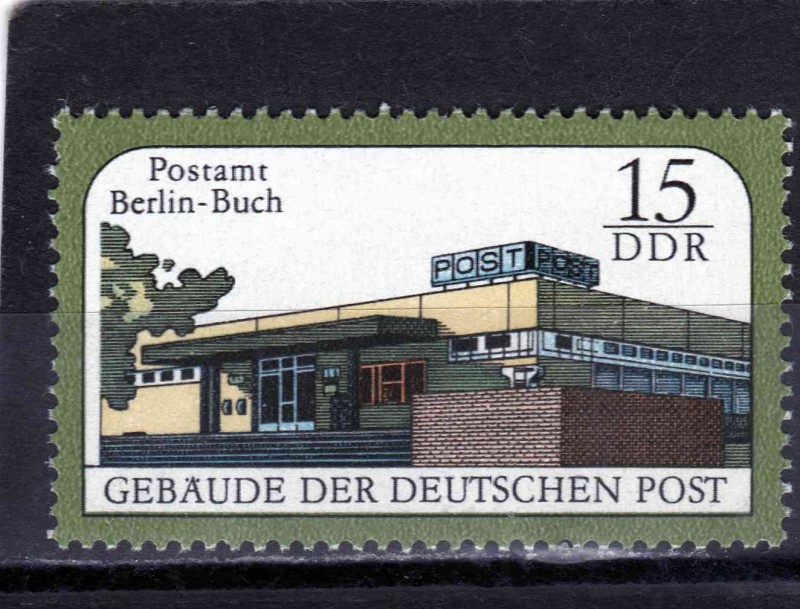 Postamt
Berlin-Buch
15
DDR
POST POST
GEBÄUDE DER DEUTSCHEN POST